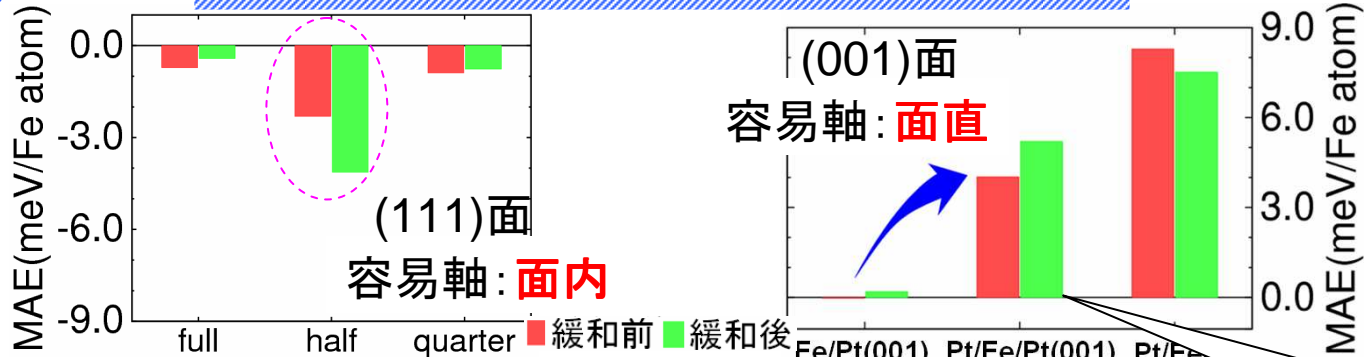 MAE(meV/Fe atom)
0.0
-3.0
-6.0
-9.0
(111)面
容易軸:面内
full half quarter
緩和前 緩和後
(001)面
容易軸:面直
9.0
6.0
3.0
0.0
MAE(meV/Fe atom)
Fe/Pt(001) Pt/Fe/Pt(001) Pt/Fe